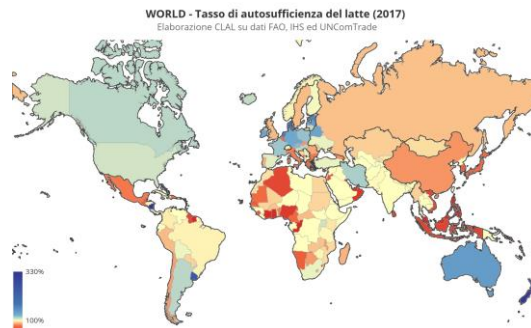 WORLD - Tasso di autosufficienza del latte (2017)
Elaborazione CLAL su dati FAO, IHS ed UNComTrade
330%
100%